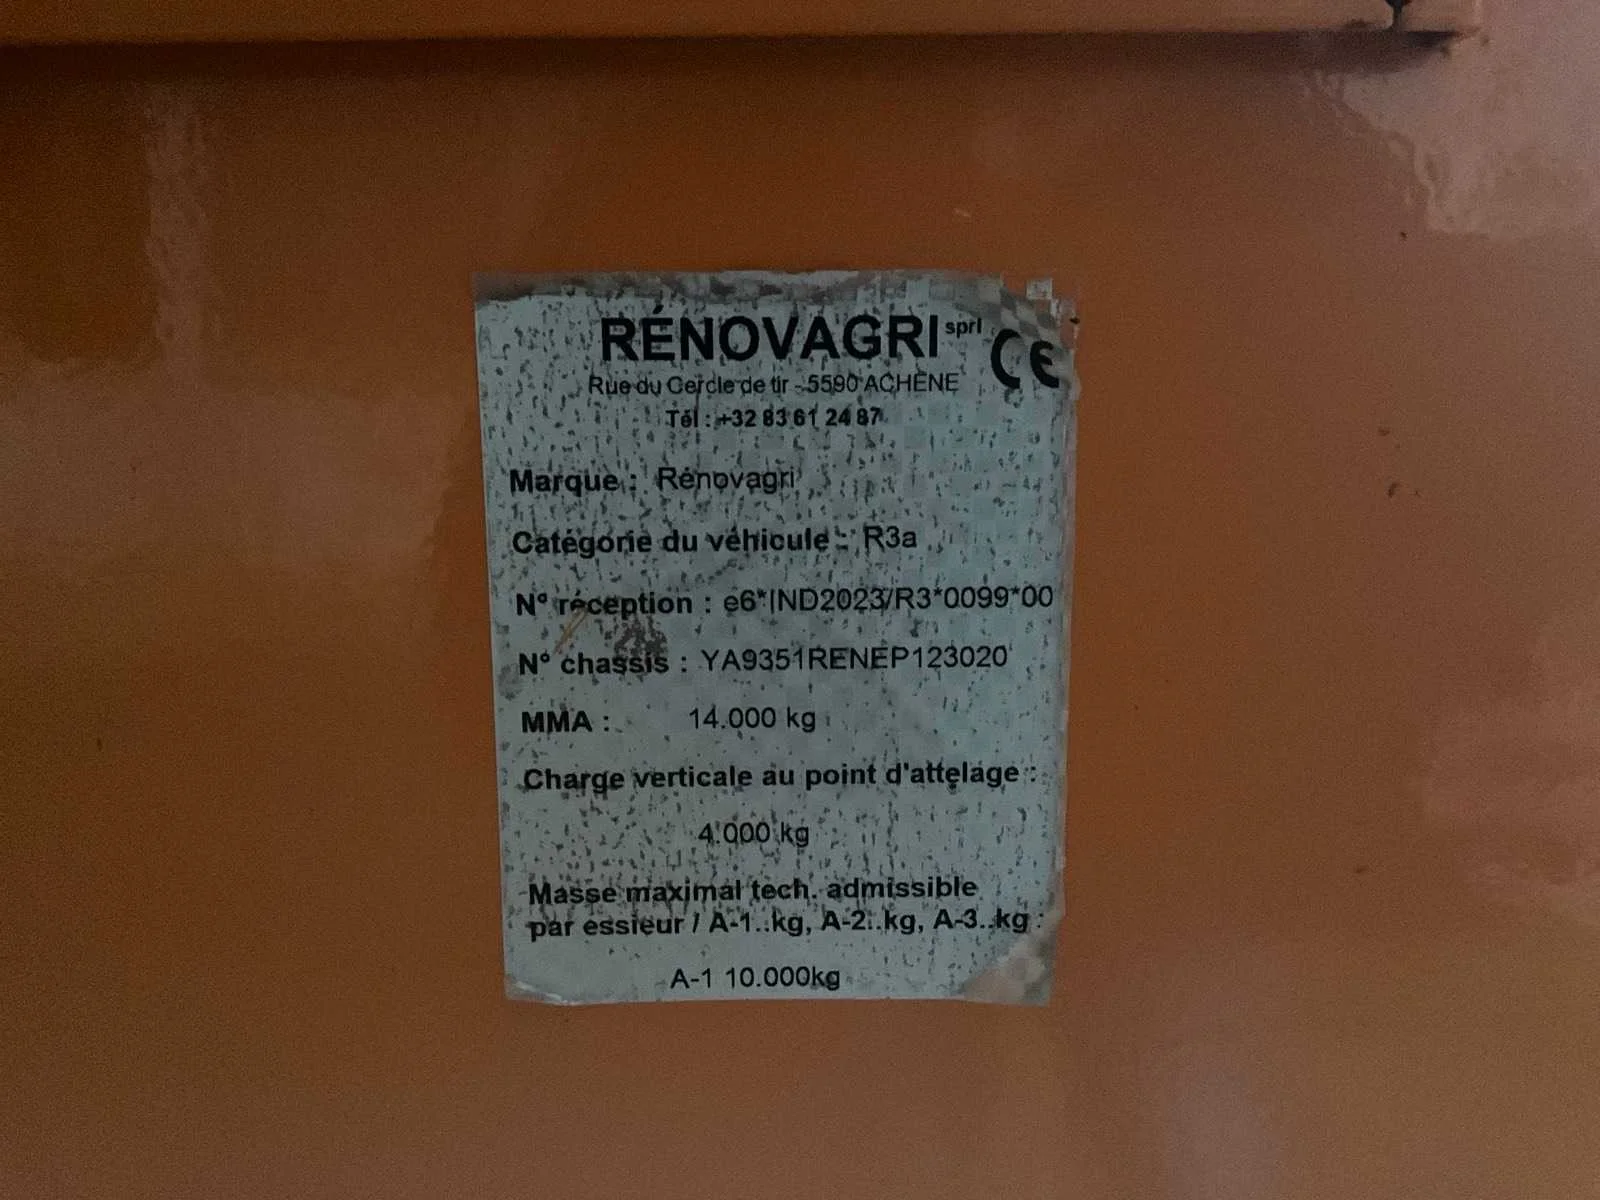 RÉNOVAGRI sprl CE
Rue du Cercle de tir - 5590 ACHÊNE
Tél : +32 83 61 24 87
Marque : Rénovagri
Catégorie du véhicule : R3a
N° réception : e6*IND2023/R3*0099*00
N° chassis : YA9351RENEP123020
MMA : 14.000 kg
Charge verticale au point d'attelage :
4.000 kg
Masse maximal tech. admissible
par essieur / A-1..kg, A-2..kg, A-3..kg :
A-1 10.000kg